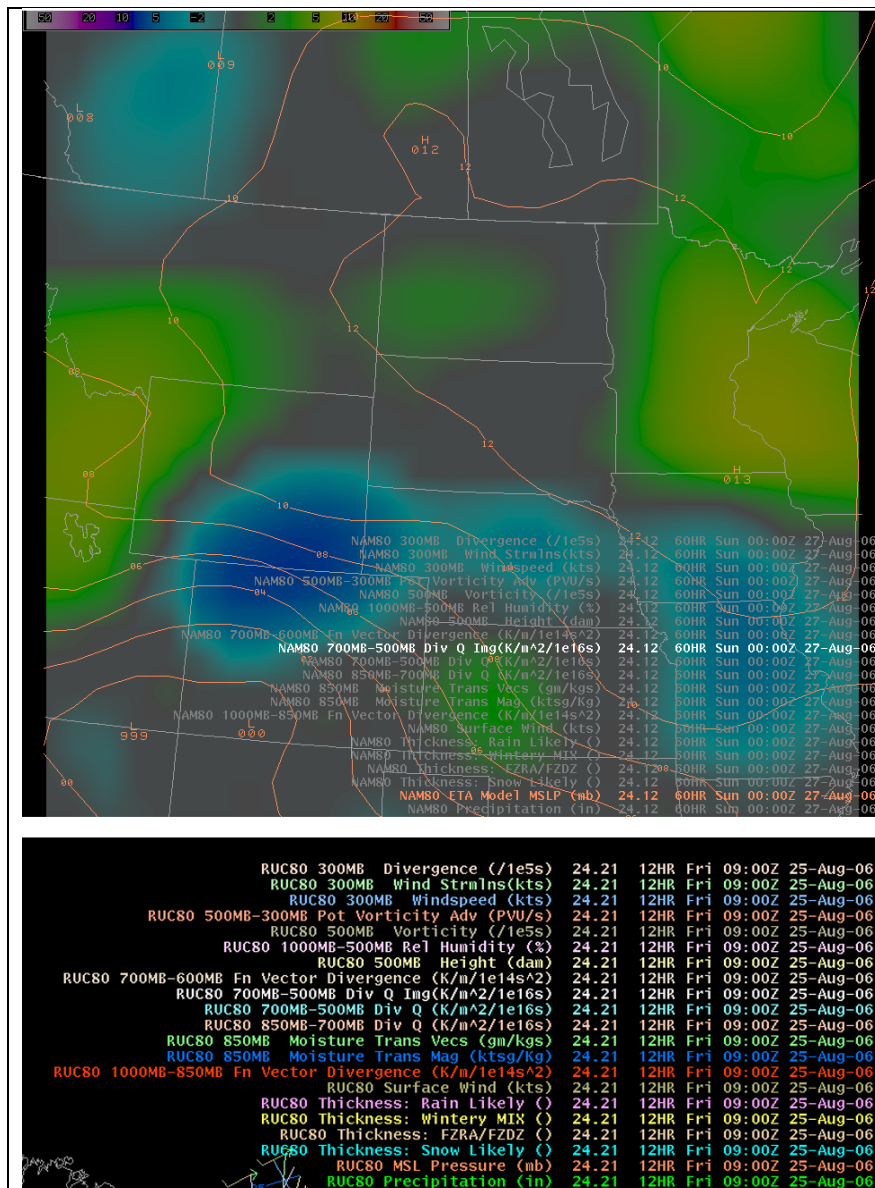 50 20 10 5 -2 2 5 10 20 50
L
009
L
008
10
H
012
10
12
10
12
12
10
12
12
10
12
08
12
08
H
013
10
08
06
04
08
10
08
10
06
08
L
999
L
000
00
NAM80 300MB Divergence (/1e5s) 24.12 60HR Sun 00:00Z 27-Aug-06
NAM80 300MB Wind Strmlns(kts) 24.12 60HR Sun 00:00Z 27-Aug-06
NAM80 300MB Windspeed (kts) 24.12 60HR Sun 00:00Z 27-Aug-06
NAM80 500MB-300MB Pot Vorticity Adv (PVU/s) 24.12 60HR Sun 00:00Z 27-Aug-06
NAM80 500MB Vorticity (/1e5s) 24.12 60HR Sun 00:00Z 27-Aug-06
NAM80 1000MB-500MB Rel Humidity (%) 24.12 60HR Sun 00:00Z 27-Aug-06
NAM80 500MB Height (dam) 24.12 60HR Sun 00:00Z 27-Aug-06
NAM80 700MB-600MB Fn Vector Divergence (K/m/1e14s^2) 24.12 60HR Sun 00:00Z 27-Aug-06
NAM80 700MB-500MB Div Q Img(K/m^2/1e16s) 24.12 60HR Sun 00:00Z 27-Aug-06
NAM80 700MB-500MB Div Q (K/m^2/1e16s) 24.12 60HR Sun 00:00Z 27-Aug-06
NAM80 850MB-700MB Div Q (K/m^2/1e16s) 24.12 60HR Sun 00:00Z 27-Aug-06
NAM80 850MB Moisture Trans Vecs (gm/kgs) 24.12 60HR Sun 00:00Z 27-Aug-06
NAM80 850MB Moisture Trans Mag (ktsg/Kg) 24.12 60HR Sun 00:00Z 27-Aug-06
NAM80 1000MB-850MB Fn Vector Divergence (K/m/1e14s^2) 24.12 60HR Sun 00:00Z 27-Aug-06
NAM80 Surface Wind (kts) 24.12 60HR Sun 00:00Z 27-Aug-06
NAM80 Thickness: Rain Likely () 24.12 60HR Sun 00:00Z 27-Aug-06
NAM80 Thickness: Wintery MIX () 24.12 60HR Sun 00:00Z 27-Aug-06
NAM80 Thickness: FZRA/FZDZ () 24.12 60HR Sun 00:00Z 27-Aug-06
NAM80 Thickness: Snow Likely () 24.12 60HR Sun 00:00Z 27-Aug-06
NAM80 ETA Model MSLP (mb) 24.12 60HR Sun 00:00Z 27-Aug-06
NAM80 Precipitation (in) 24.12 60HR Sun 00:00Z 27-Aug-06
RUC80 300MB Divergence (/1e5s) 24.21 12HR Fri 09:00Z 25-Aug-06
RUC80 300MB Wind Strmlns(kts) 24.21 12HR Fri 09:00Z 25-Aug-06
RUC80 300MB Windspeed (kts) 24.21 12HR Fri 09:00Z 25-Aug-06
RUC80 500MB-300MB Pot Vorticity Adv (PVU/s) 24.21 12HR Fri 09:00Z 25-Aug-06
RUC80 500MB Vorticity (/1e5s) 24.21 12HR Fri 09:00Z 25-Aug-06
RUC80 1000MB-500MB Rel Humidity (%) 24.21 12HR Fri 09:00Z 25-Aug-06
RUC80 500MB Height (dam) 24.21 12HR Fri 09:00Z 25-Aug-06
RUC80 700MB-600MB Fn Vector Divergence (K/m/1e14s^2) 24.21 12HR Fri 09:00Z 25-Aug-06
RUC80 700MB-500MB Div Q Img(K/m^2/1e16s) 24.21 12HR Fri 09:00Z 25-Aug-06
RUC80 700MB-500MB Div Q (K/m^2/1e16s) 24.21 12HR Fri 09:00Z 25-Aug-06
RUC80 850MB-700MB Div Q (K/m^2/1e16s) 24.21 12HR Fri 09:00Z 25-Aug-06
RUC80 850MB Moisture Trans Vecs (gm/kgs) 24.21 12HR Fri 09:00Z 25-Aug-06
RUC80 850MB Moisture Trans Mag (ktsg/Kg) 24.21 12HR Fri 09:00Z 25-Aug-06
RUC80 1000MB-850MB Fn Vector Divergence (K/m/1e14s^2) 24.21 12HR Fri 09:00Z 25-Aug-06
RUC80 Surface Wind (kts) 24.21 12HR Fri 09:00Z 25-Aug-06
RUC80 Thickness: Rain Likely () 24.21 12HR Fri 09:00Z 25-Aug-06
RUC80 Thickness: Wintery MIX () 24.21 12HR Fri 09:00Z 25-Aug-06
RUC80 Thickness: FZRA/FZDZ () 24.21 12HR Fri 09:00Z 25-Aug-06
RUC80 Thickness: Snow Likely () 24.21 12HR Fri 09:00Z 25-Aug-06
RUC80 MSL Pressure (mb) 24.21 12HR Fri 09:00Z 25-Aug-06
RUC80 Precipitation (in) 24.21 12HR Fri 09:00Z 25-Aug-06